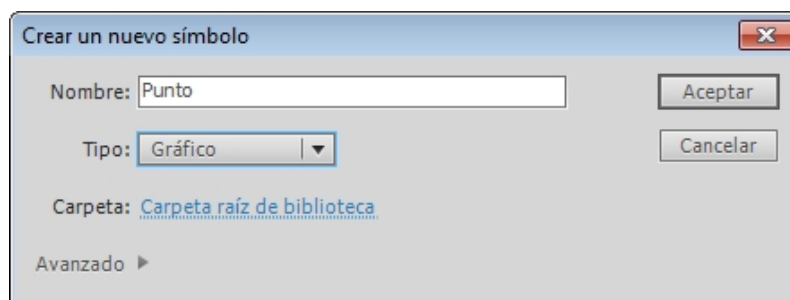 Crear un nuevo símbolo
Nombre: Punto
Aceptar
Tipo: Gráfico
Cancelar
Carpeta: Carpeta raíz de biblioteca
Avanzado